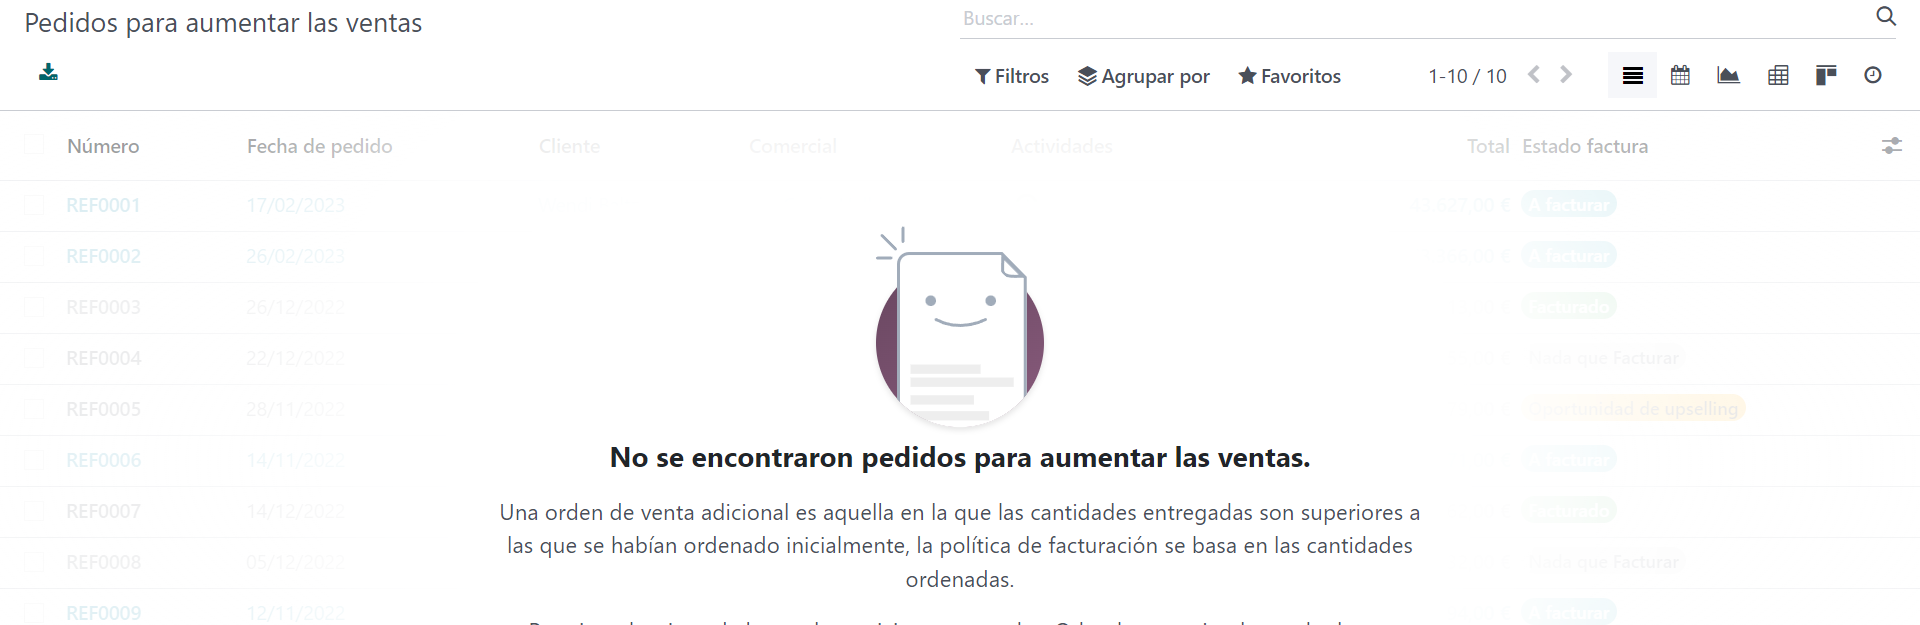 Pedidos para aumentar las ventas
Buscar...
Filtros Agrupar por Favoritos 1-10 / 10
Número Fecha de pedido Cliente Comercial Actividades Total Estado factura
REF0001 17/02/2023 € A facturar
REF0002 26/02/2023 € A facturar
REF0003 26/12/2022 Facturado
REF0004 22/12/2022 Nada que Facturar
REF0005 28/11/2022 Oportunidad de upselling
REF0006 14/11/2022 A facturar
REF0007 14/12/2022 Facturado
REF0008 05/12/2022 Nada que Facturar
REF0009 12/11/2022 A facturar
No se encontraron pedidos para aumentar las ventas.
Una orden de venta adicional es aquella en la que las cantidades entregadas son superiores a
las que se habían ordenado inicialmente, la política de facturación se basa en las cantidades
ordenadas.